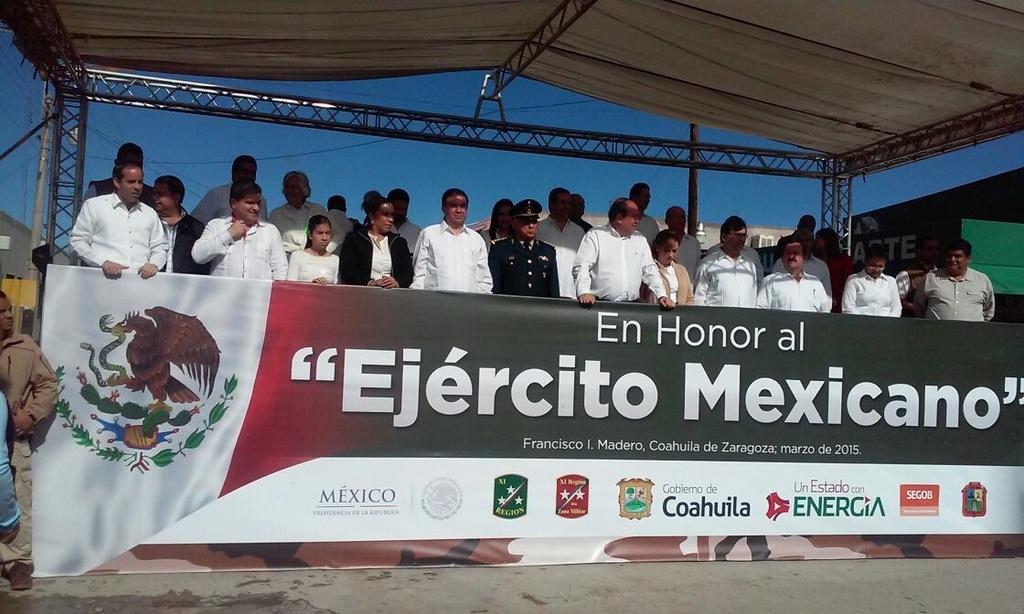 ARTE
En Honor al
“Ejército Mexicano”
Francisco I. Madero, Coahuila de Zaragoza; marzo de 2015.
MÉXICO
PRESIDENCIA DE LA REPÚBLICA
XI
REGIÓN
XI Región
Zona Militar
Gobierno de
Coahuila
Un Estado con
ENERGÍA
SEGOB